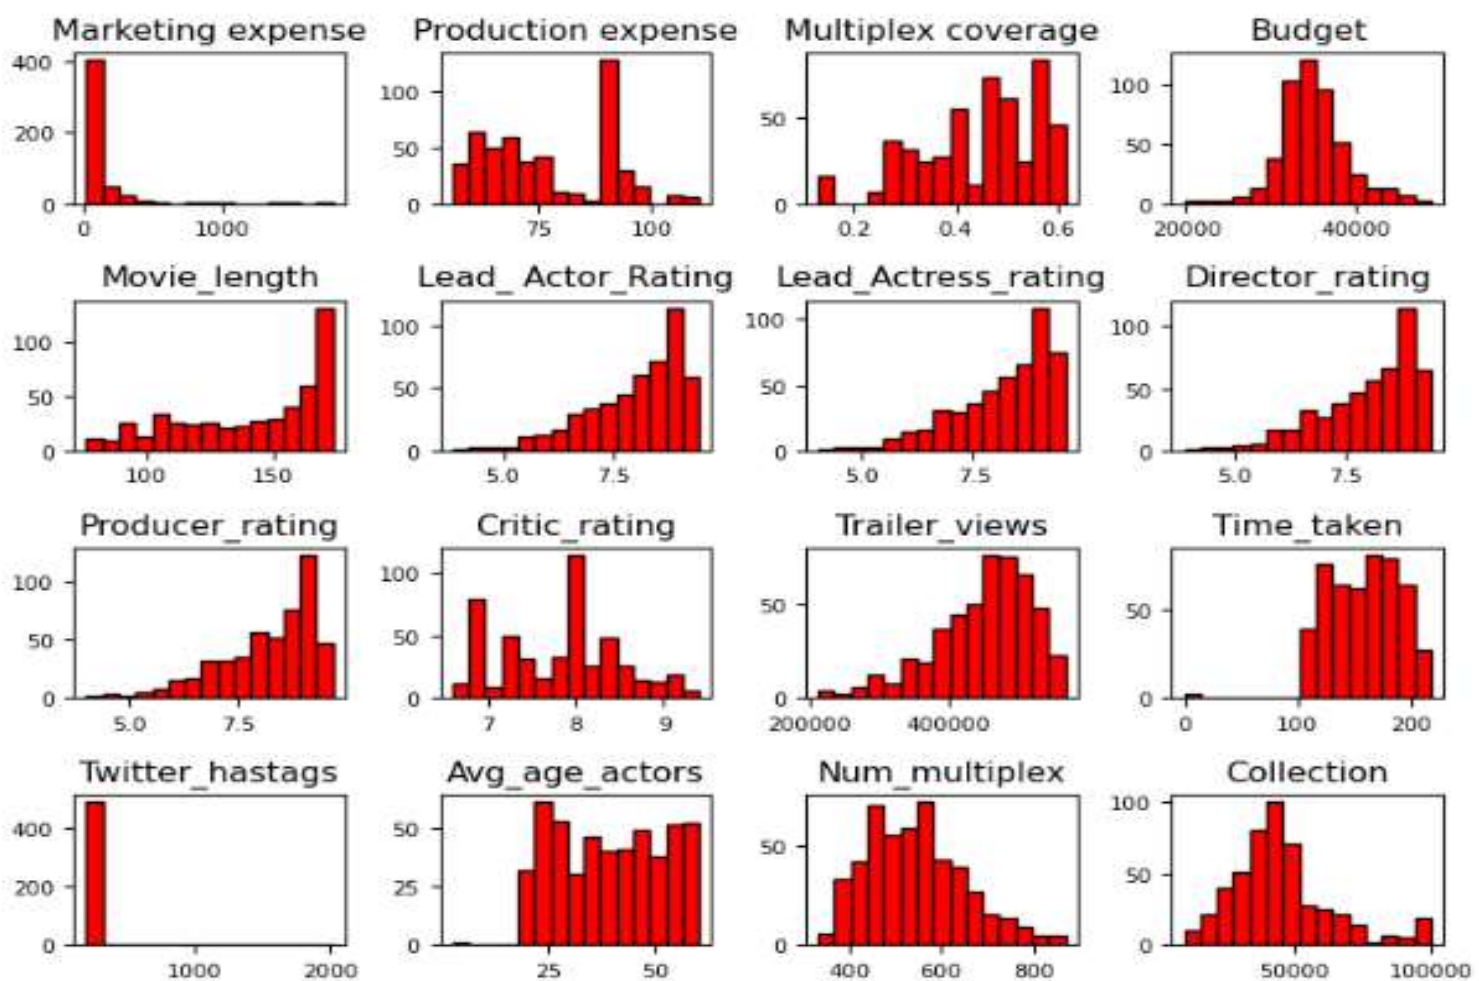 Marketing expense Production expense Multiplex coverage Budget
400 200 0 0 1000
100 50 0 75 100
50 0 0.2 0.4 0.6
100 50 0 20000 40000
Movie_length Lead_ Actor_Rating Lead_Actress_rating Director_rating
100 50 0 100 150
100 50 0 5.0 7.5
100 50 0 5.0 7.5
100 50 0 5.0 7.5
Producer_rating Critic_rating Trailer_views Time_taken
100 50 0 5.0 7.5
100 50 0 7 8 9
50 0 200000 400000
50 0 0 100 200
Twitter_hastags Avg_age_actors Num_multiplex Collection
400 200 0 1000 2000
50 25 0 25 50
50 0 400 600 800
100 50 0 50000 100000